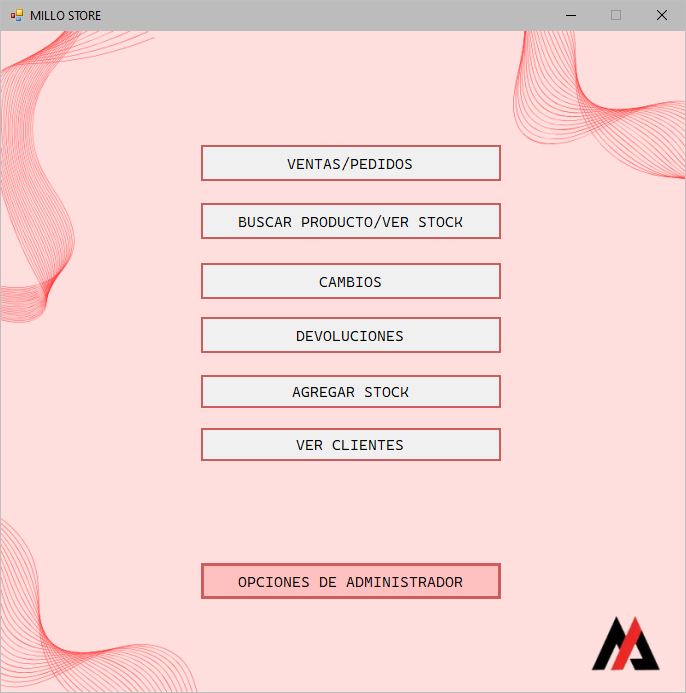 MILLO STORE
VENTAS/PEDIDOS
BUSCAR PRODUCTO/VER STOCK
CAMBIOS
DEVOLUCIONES
AGREGAR STOCK
VER CLIENTES
OPCIONES DE ADMINISTRADOR